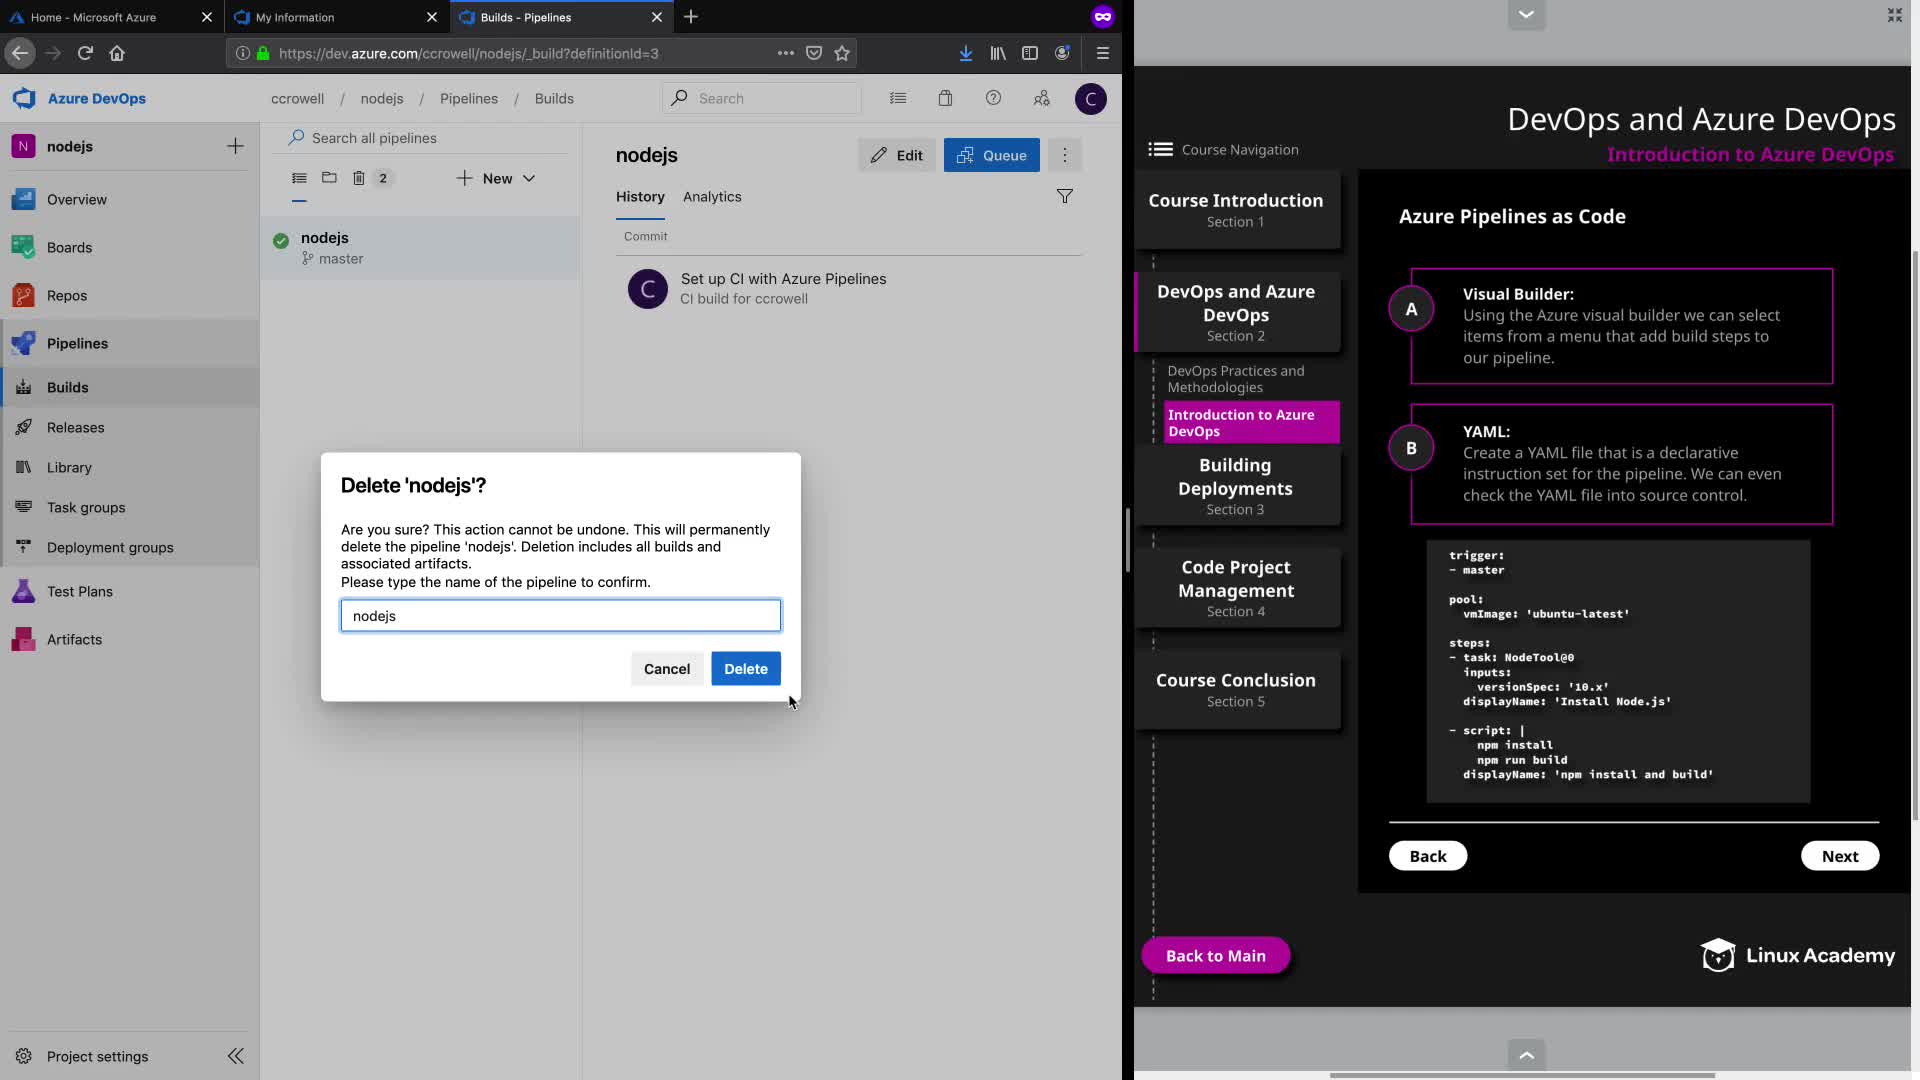 Home - Microsoft Azure
My Information
Builds - Pipelines
https://dev.azure.com/ccrowell/nodejs/_build?definitionId=3
Azure DevOps
ccrowell / nodejs / Pipelines / Builds
Search
C
N
nodejs
Overview
Boards
Repos
Pipelines
Builds
Releases
Library
Task groups
Deployment groups
Test Plans
Artifacts
Project settings
Search all pipelines
2
New
nodejs
master
nodejs
Edit
Queue
History
Analytics
Commit
C
Set up CI with Azure Pipelines
CI build for ccrowell
Delete 'nodejs'?
Are you sure? This action cannot be undone. This will permanently
delete the pipeline 'nodejs'. Deletion includes all builds and
associated artifacts.
Please type the name of the pipeline to confirm.
nodejs
Cancel
Delete
DevOps and Azure DevOps
Introduction to Azure DevOps
Course Navigation
Course Introduction
Section 1
DevOps and Azure
DevOps
Section 2
DevOps Practices and
Methodologies
Introduction to Azure
DevOps
Building
Deployments
Section 3
Code Project
Management
Section 4
Course Conclusion
Section 5
Back to Main
Azure Pipelines as Code
A
Visual Builder:
Using the Azure visual builder we can select
items from a menu that add build steps to
our pipeline.
B
YAML:
Create a YAML file that is a declarative
instruction set for the pipeline. We can even
check the YAML file into source control.
trigger:
- master
pool:
vmImage: 'ubuntu-latest'
steps:
- task: NodeTool@0
inputs:
versionSpec: '10.x'
displayName: 'Install Node.js'
- script: |
npm install
npm run build
displayName: 'npm install and build'
Back
Next
Linux Academy